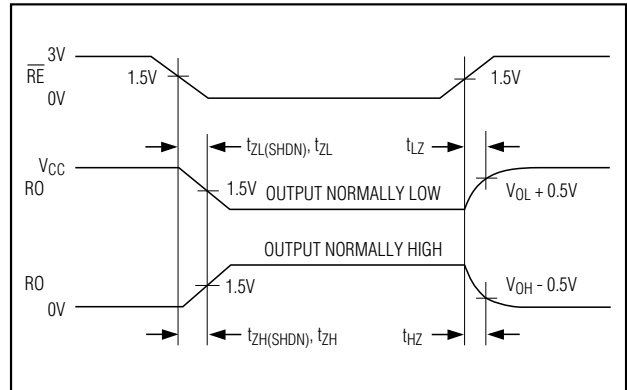 3V
RE
1.5V
1.5V
0V
tZL(SHDN), tZL
tLZ
VCC
RO
1.5V
OUTPUT NORMALLY LOW
VOL + 0.5V
OUTPUT NORMALLY HIGH
RO
1.5V
VOH - 0.5V
0V
tZH(SHDN), tZH
tHZ